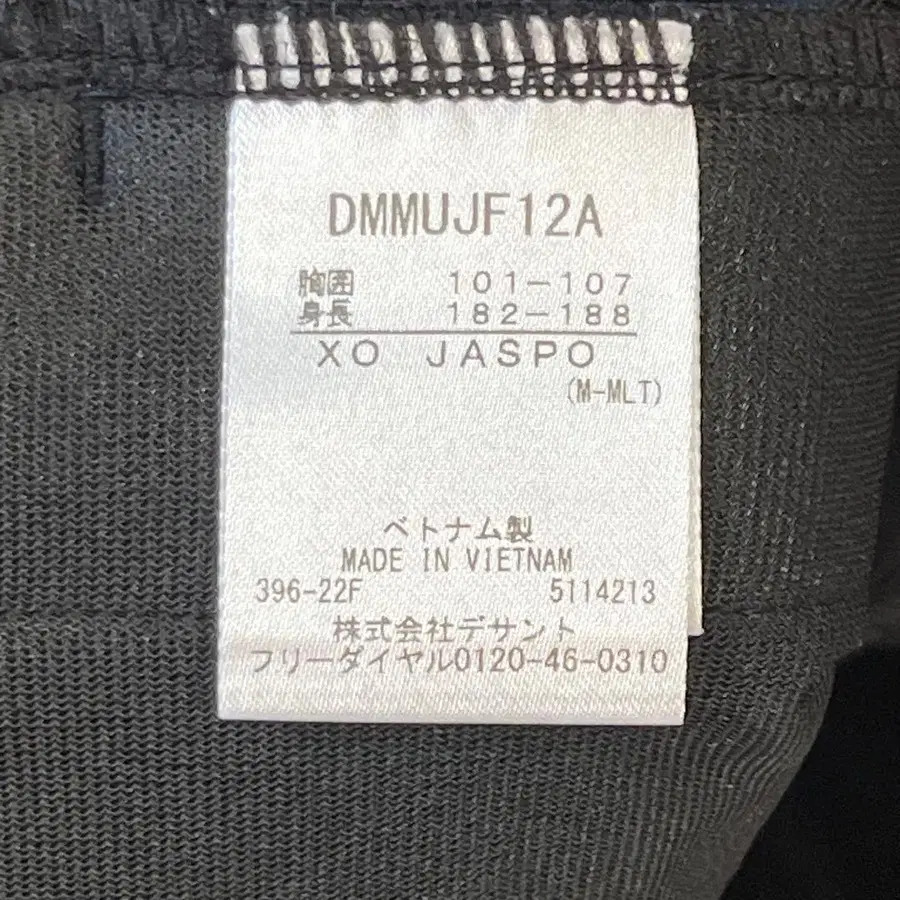 DMMUJF12A
胸囲 101-107
身長 182-188
XO JASPO
(M-MLT)
ベトナム製
MADE IN VIETNAM
396-22F 5114213
株式会社デサント
フリーダイヤル0120-46-0310